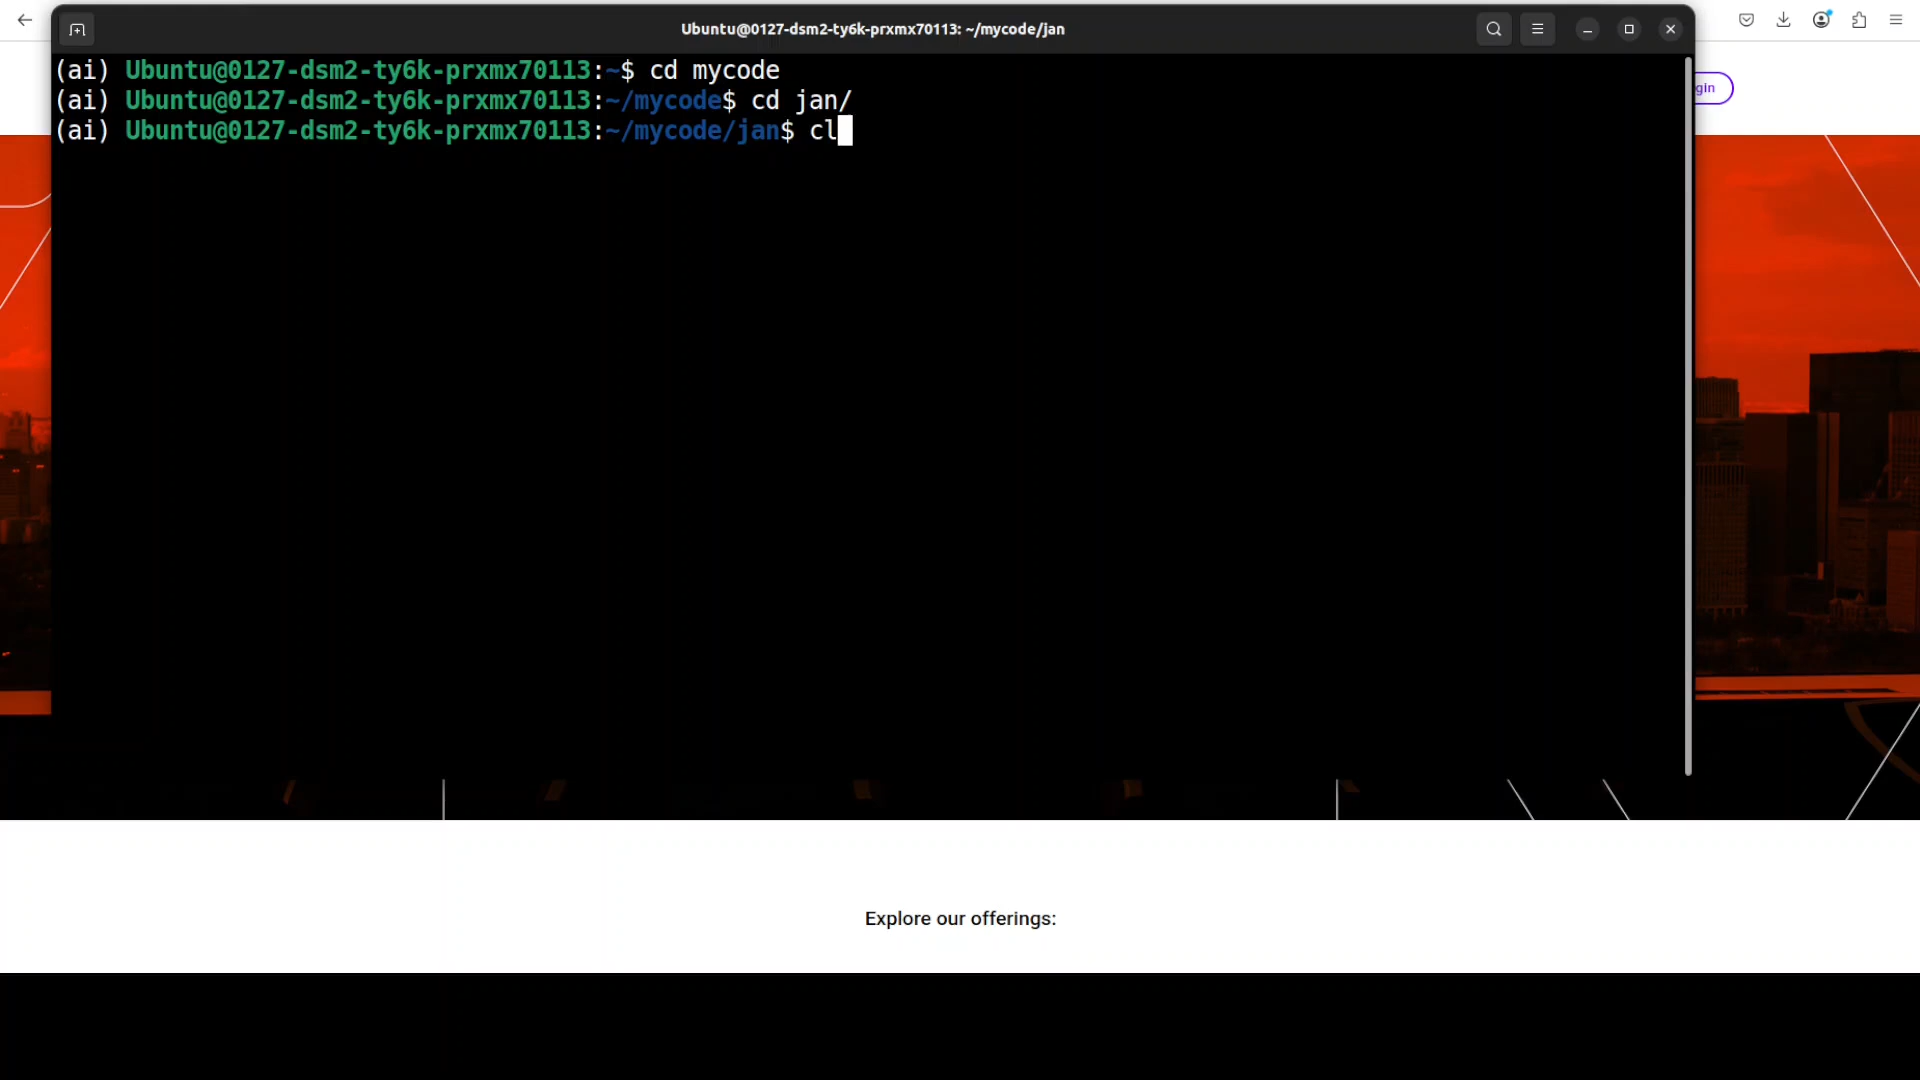 Ubuntu@0127-dsm2-ty6k-prxmx70113: ~/mycode/jan
(ai) Ubuntu@0127-dsm2-ty6k-prxmx70113:~$ cd mycode
(ai) Ubuntu@0127-dsm2-ty6k-prxmx70113:~/mycode$ cd jan/
gin
(ai) Ubuntu@0127-dsm2-ty6k-prxmx70113:~/mycode/jan$ cl
Explore our offerings: